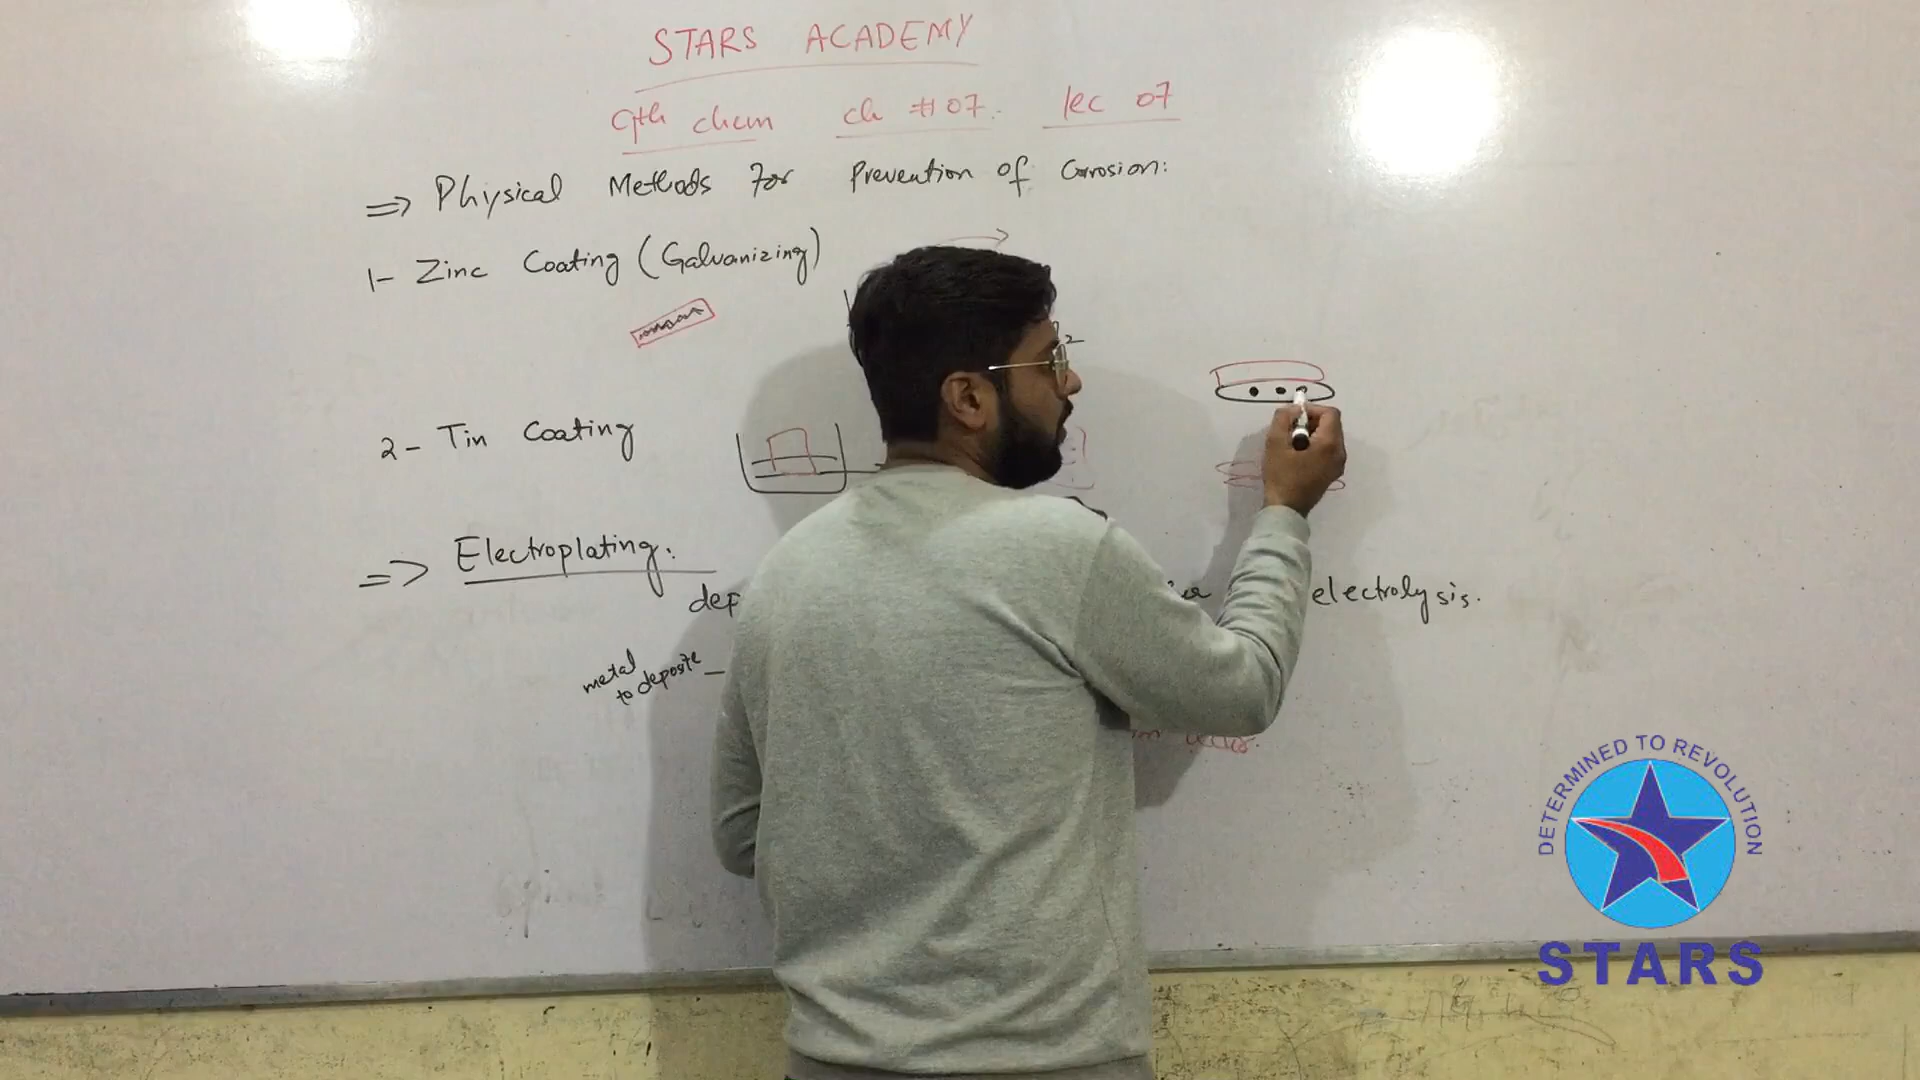 STARS ACADEMY
9th chem ch # 07. lec 07
=> Physical Methods For Prevention of Corrosion:
1- Zinc Coating (Galvanizing)
2
2- Tin Coating
=> Electroplating:
dep electrolysis.
metal
to deposite
DETERMINED TO REVOLUTION
STARS